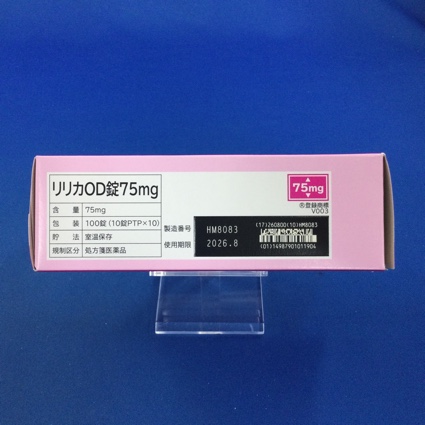 リリカOD錠75mg
含 量 75mg
包 装 100錠(10錠PTP×10)
貯 法 室温保存
規制区分 処方箋医薬品
製造番号 HM8083
使用期限 2026.8
75mg
®登録商標
V003
(17)260800(10)HM8083
(01)14987901011904